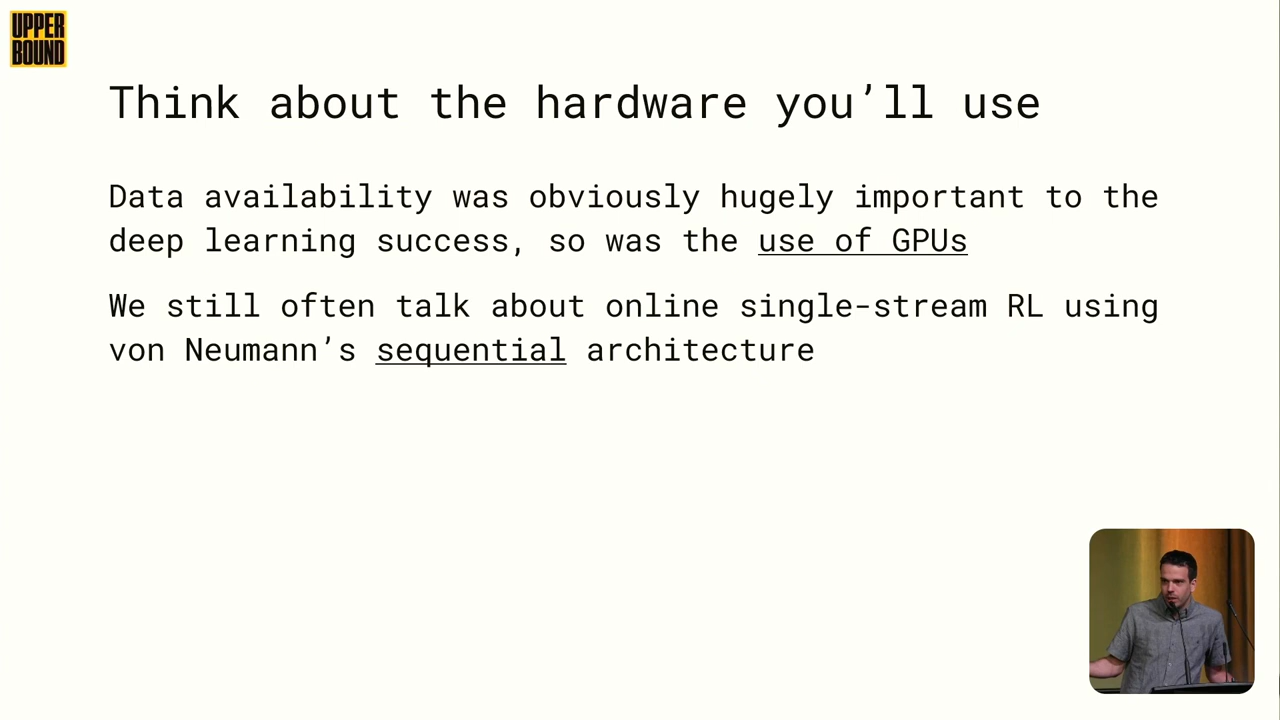 UPPER
BOUND
Think about the hardware you’ll use
Data availability was obviously hugely important to the
deep learning success, so was the use of GPUs
We still often talk about online single-stream RL using
von Neumann’s sequential architecture